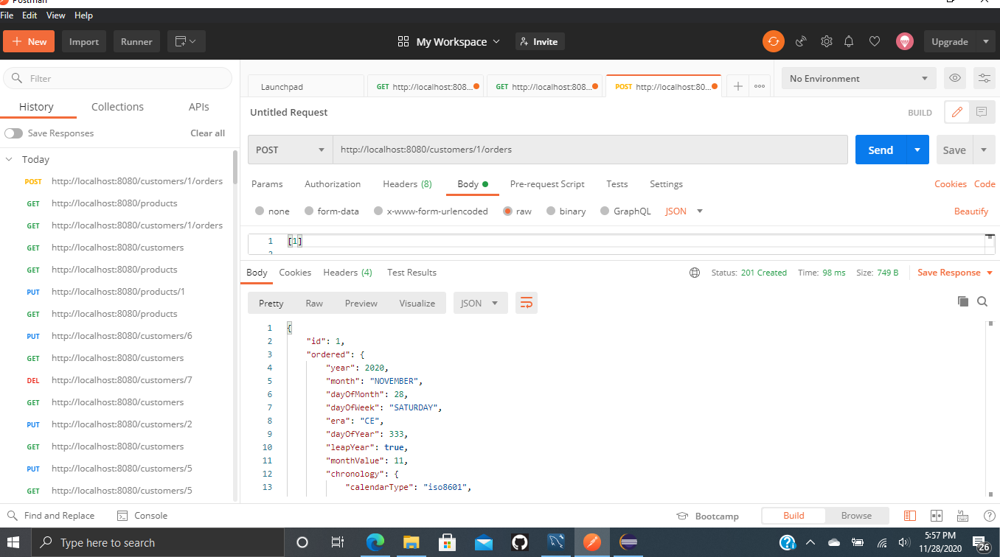 Postman
File Edit View Help
New Import Runner My Workspace Invite Upgrade
Filter
History Collections APIs
Save Responses Clear all
Today
POST http://localhost:8080/customers/1/orders
GET http://localhost:8080/products
GET http://localhost:8080/customers/1/orders
GET http://localhost:8080/customers
GET http://localhost:8080/products
PUT http://localhost:8080/products/1
GET http://localhost:8080/products
PUT http://localhost:8080/customers/6
GET http://localhost:8080/customers
DEL http://localhost:8080/customers/7
GET http://localhost:8080/customers
PUT http://localhost:8080/customers/2
GET http://localhost:8080/customers
PUT http://localhost:8080/customers/5
GET http://localhost:8080/customers/5
Launchpad GET http://localhost:808... GET http://localhost:808... POST http://localhost:80... No Environment
Untitled Request BUILD
POST http://localhost:8080/customers/1/orders Send Save
Params Authorization Headers (8) Body Pre-request Script Tests Settings Cookies Code
none form-data x-www-form-urlencoded raw binary GraphQL JSON Beautify
1 [1]
2
Body Cookies Headers (4) Test Results Status: 201 Created Time: 98 ms Size: 749 B Save Response
Pretty Raw Preview Visualize JSON
1 {
2 "id": 1,
3 "ordered": {
4 "year": 2020,
5 "month": "NOVEMBER",
6 "dayOfMonth": 28,
7 "dayOfWeek": "SATURDAY",
8 "era": "CE",
9 "dayOfYear": 333,
10 "leapYear": true,
11 "monthValue": 11,
12 "chronology": {
13 "calendarType": "iso8601",
Find and Replace Console Bootcamp Build Browse
Type here to search 5:57 PM
11/28/2020 26